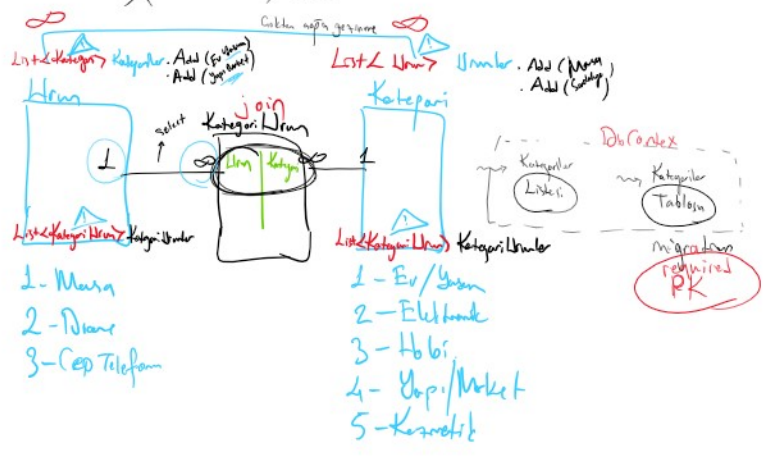 ∞ ∞
Çoktan çoğa
List<Kategori> Kategoriler . Add (Ev Yaşam)
. Add (Yapı Market)
List< Urun> Urunler . Add (Masa)
. Add (Sandalye)
Urun
Kategori
join
KategoriUrun
select
1 ∞ Urun Kategori ∞ 1
List<KategoriUrun> KategoriUrunler
List<KategoriUrun> KategoriUrunler
DbContex
Kategoriler
Listesi
Kategoriler
Tablosu
migration
required
PK
1 - Masa
2 - Drone
3 - Cep Telefonu
1 - Ev/Yaşam
2 - Elektronik
3 - Hobi
4 - Yapı/Market
5 - Kozmetik